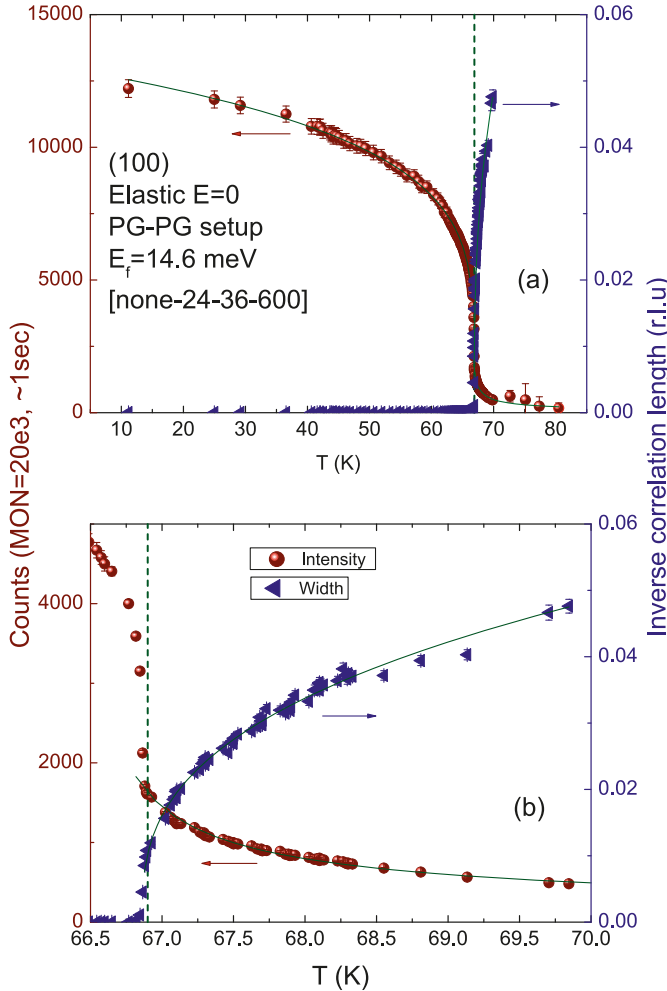 15000
10000
5000
0
0.06
0.04
0.02
0.00
(100)
Elastic E=0
PG-PG setup
E_f=14.6 meV
[none-24-36-600]
(a)
10 20 30 40 50 60 70 80
T (K)
Counts (MON=20e3, ~1sec)
Inverse correlation length (r.l.u)
4000
2000
0
0.06
0.04
0.02
0.00
Intensity
Width
(b)
66.5 67.0 67.5 68.0 68.5 69.0 69.5 70.0
T (K)